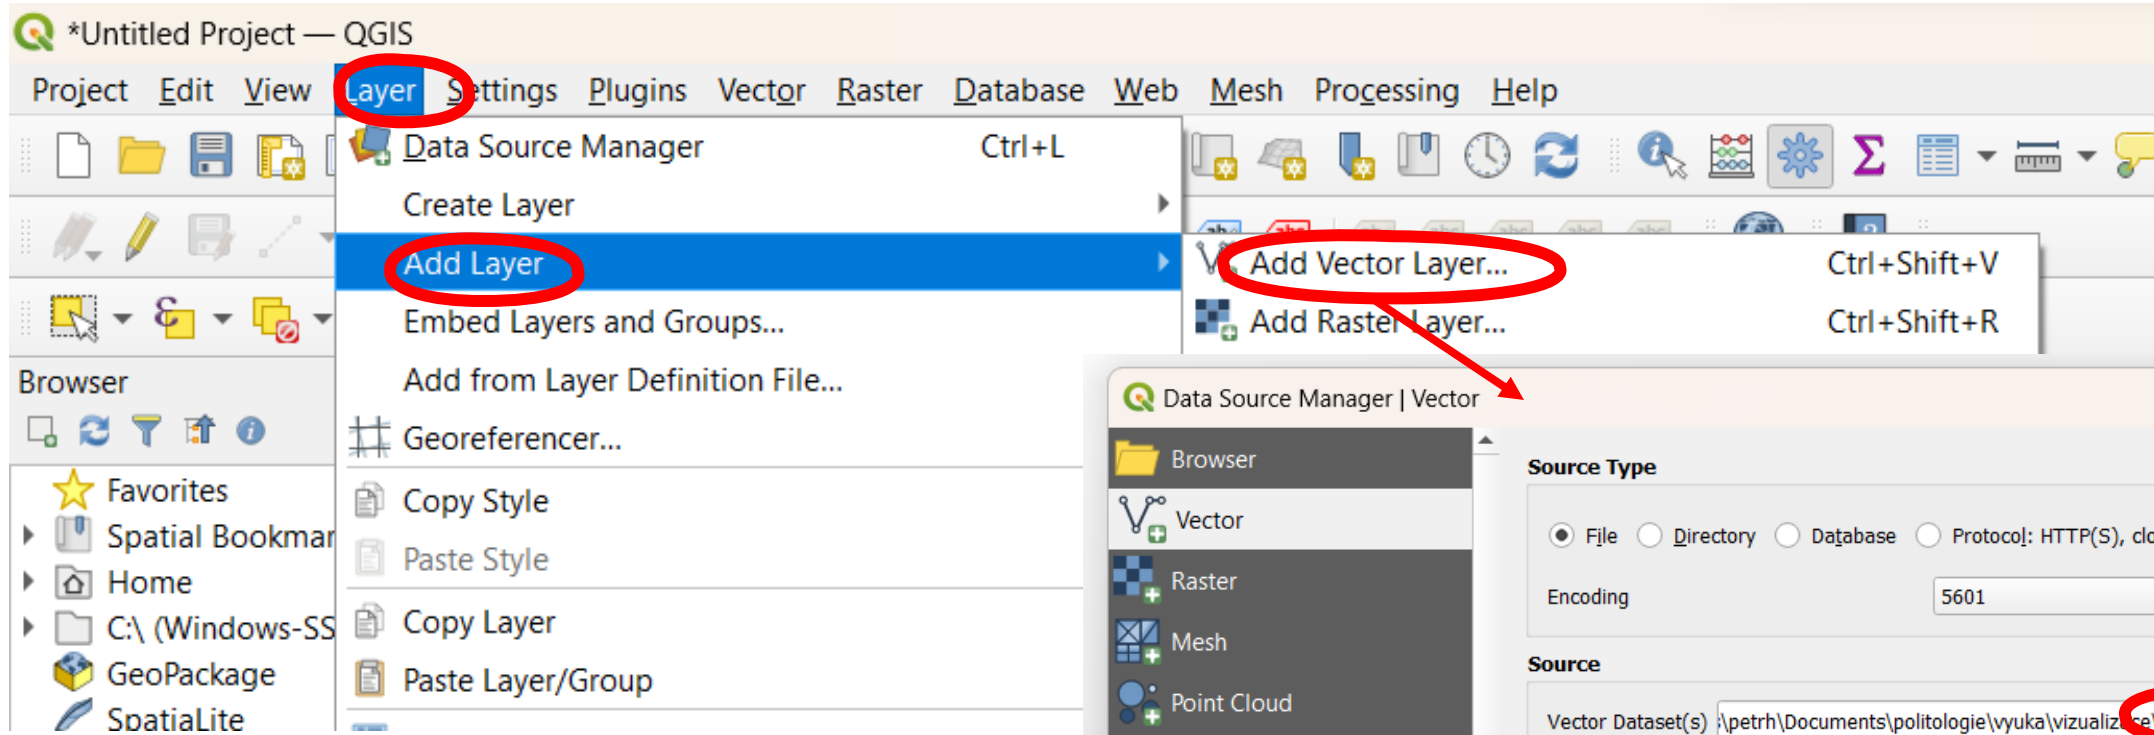 *Untitled Project — QGIS
Project Edit View Layer Settings Plugins Vector Raster Database Web Mesh Processing Help
Data Source Manager Ctrl+L
Create Layer
Add Layer
Add Vector Layer... Ctrl+Shift+V
Embed Layers and Groups...
Add Raster Layer... Ctrl+Shift+R
Browser
Add from Layer Definition File...
Data Source Manager | Vector
Georeferencer...
Browser
Source Type
Favorites
Copy Style
Vector
Spatial Bookmar
File Directory Database Protocol: HTTP(S), clo
Paste Style
Home
Raster
Encoding 5601
C:\ (Windows-SS
Copy Layer
Mesh
Source
GeoPackage
Paste Layer/Group
Point Cloud
SpatiaLite
Vector Dataset(s) \petrh\Documents\politologie\vyuka\vizualizace\